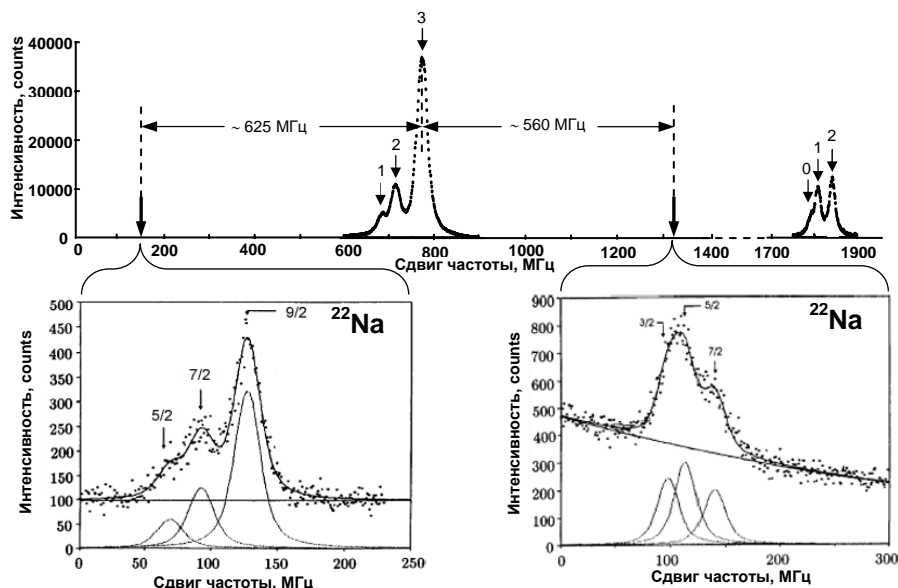 3
Интенсивность, counts
40000
30000
20000
10000
0
~ 625 МГц
~ 560 МГц
1
2
0
1
2
0 200 400 600 800 1000 1200 1400 1700 1900
Сдвиг частоты, МГц
Интенсивность, counts
500
450
400
350
300
250
200
150
100
50
0
9/2
²²Na
7/2
5/2
0 50 100 150 200 250
Сдвиг частоты, МГц
Интенсивность, counts
900
800
700
600
500
400
300
200
100
0
5/2
²²Na
3/2
7/2
0 100 200 300
Сдвиг частоты, МГц